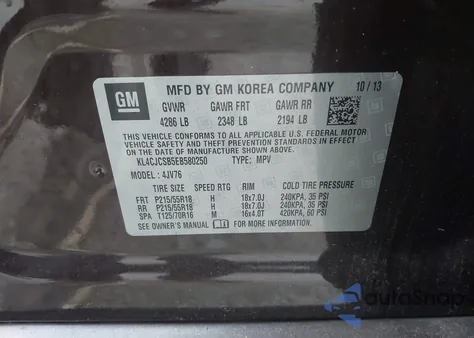 GM
MFD BY GM KOREA COMPANY 10 / 13
GVWR GAWR FRT GAWR RR
4286 LB 2348 LB 2194 LB
THIS VEHICLE CONFORMS TO ALL APPLICABLE U.S. FEDERAL MOTOR
VEHICLE SAFETY, BUMPER, AND THEFT PREVENTION STANDARDS IN
EFFECT ON THE DATE OF MANUFACTURE SHOWN ABOVE.
KL4CJCSB5EB580250 TYPE: MPV
MODEL : 4JV76
TIRE SIZE SPEED RTG RIM COLD TIRE PRESSURE
FRT P215/55R18 H 18x7.0J 240KPA, 35 PSI
RR P215/55R18 H 18x7.0J 240KPA, 35 PSI
SPA T125/70R16 M 16x4.0T 420KPA, 60 PSI
SEE OWNER'S MANUAL FOR MORE INFORMATION.
AutoSnap